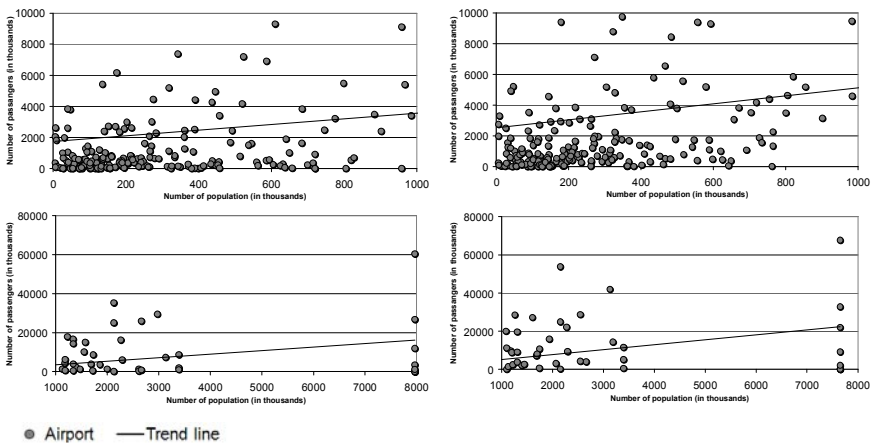 Number of passangers (in thousands)
10000
8000
6000
4000
2000
0
0 200 400 600 800 1000
Number of population (in thousands)
Number of passangers (in thousands)
10000
8000
6000
4000
2000
0
0 200 400 600 800 1000
Number of population (in thousands)
Number of passengers (in thousands)
80000
60000
40000
20000
0
1000 2000 3000 4000 5000 6000 7000 8000
Number of population (in thousands)
Number of passangers (in thousands)
80000
60000
40000
20000
0
1000 2000 3000 4000 5000 6000 7000 8000
Number of population (in thousands)
Airport Trend line